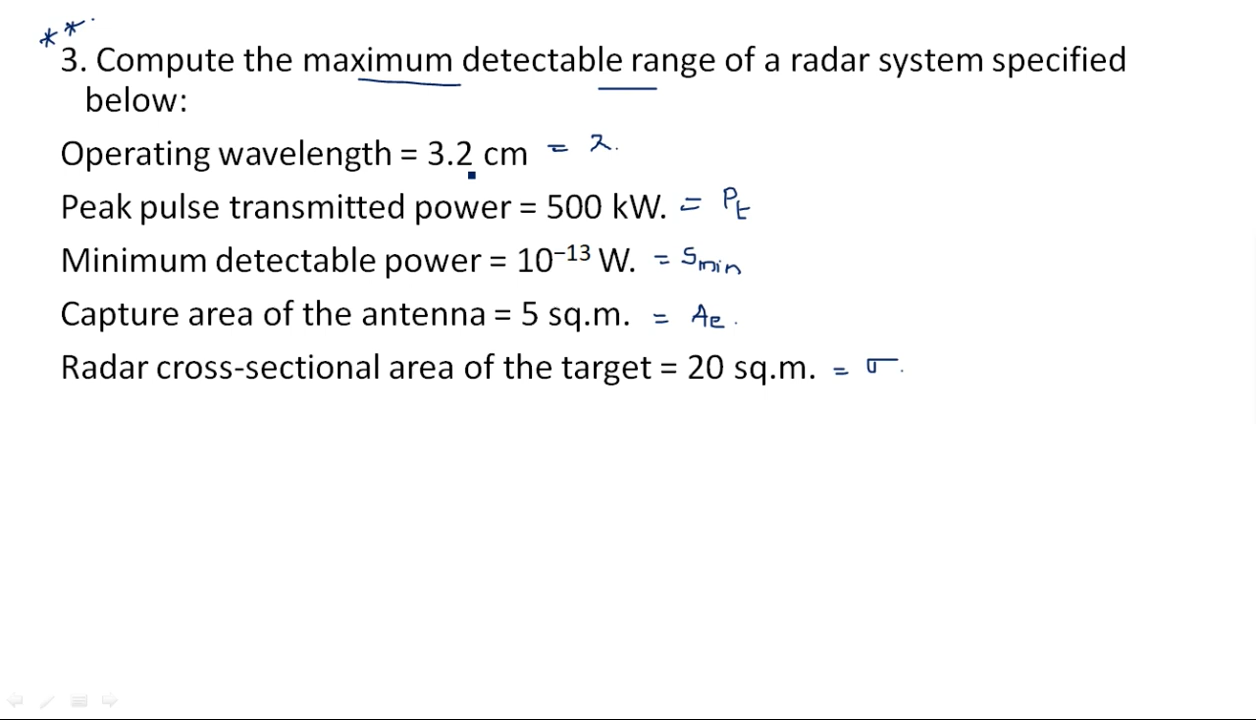 **
3. Compute the maximum detectable range of a radar system specified
below:
Operating wavelength = 3.2 cm = λ.
Peak pulse transmitted power = 500 kW. = Pt
Minimum detectable power = 10⁻¹³ W. = Smin
Capture area of the antenna = 5 sq.m. = Ae.
Radar cross-sectional area of the target = 20 sq.m. = σ.